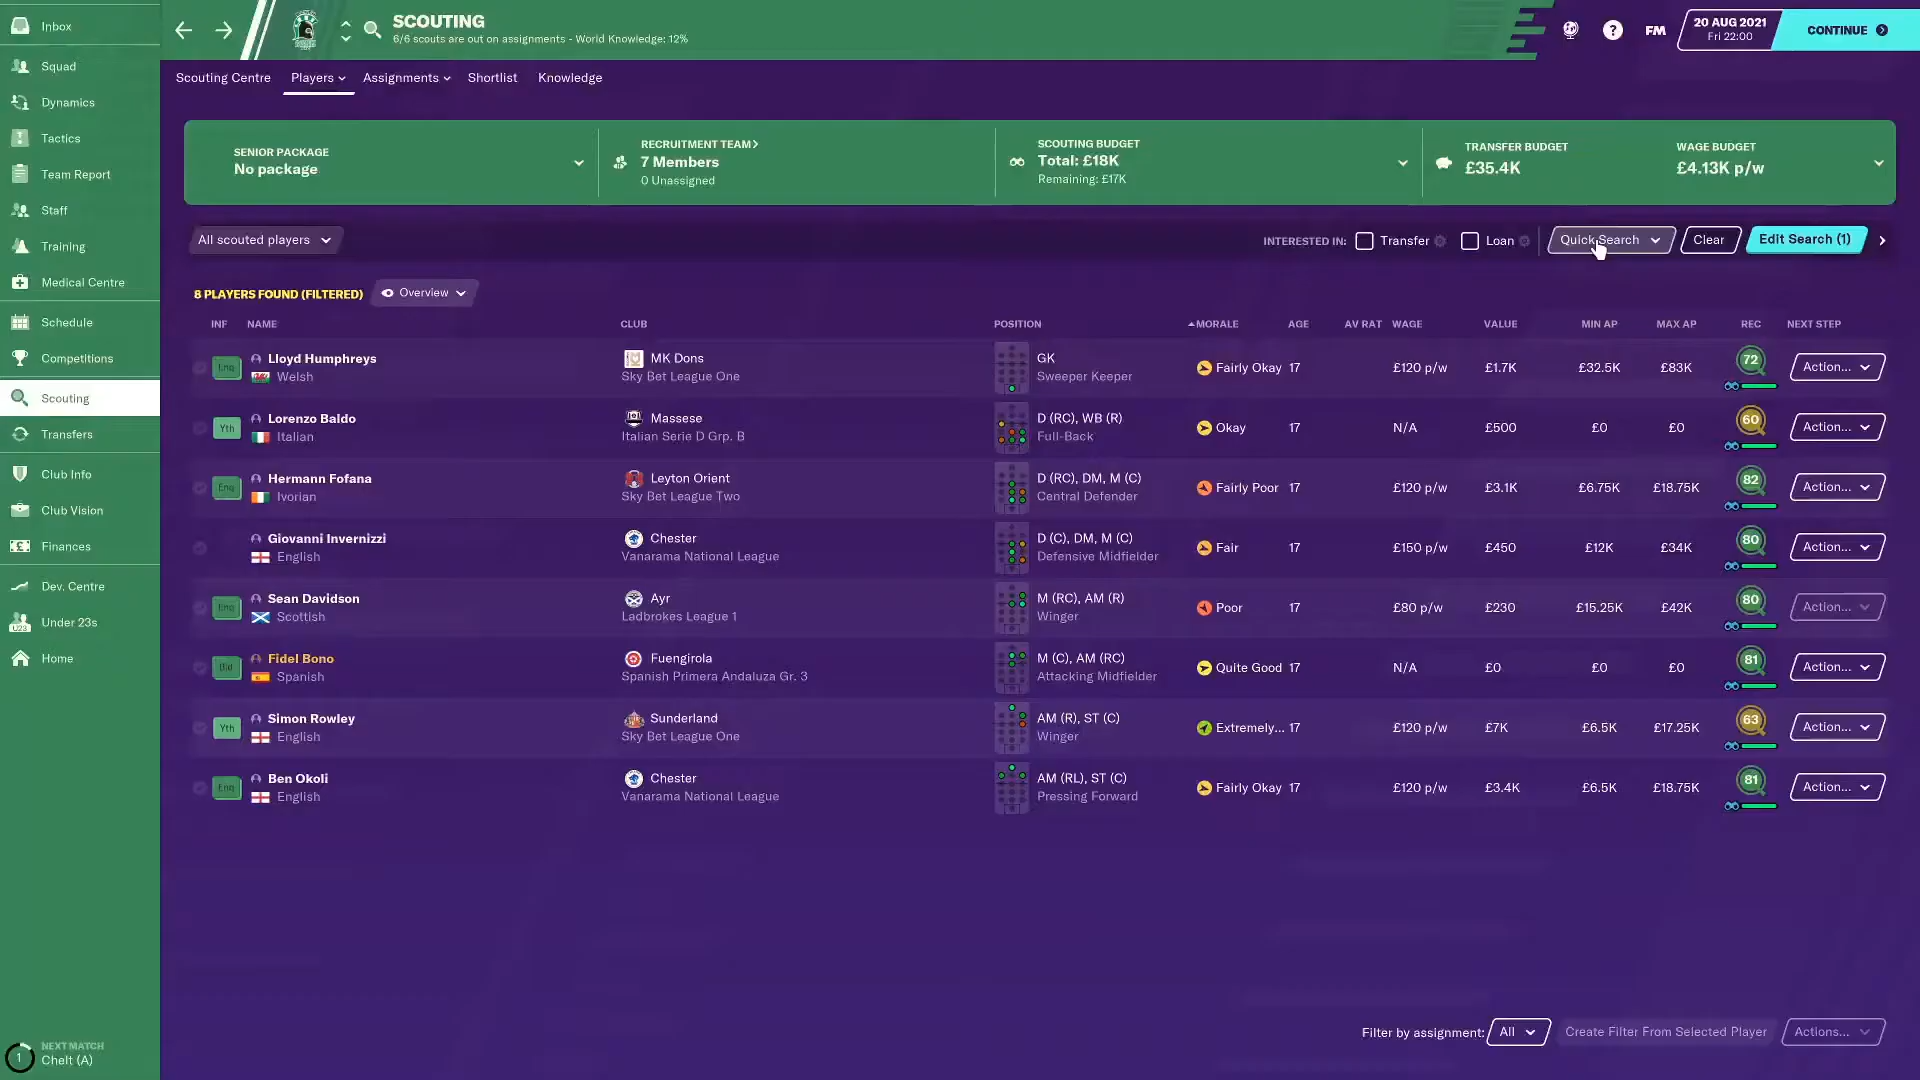 Inbox
Squad
Dynamics
Tactics
Team Report
Staff
Training
Medical Centre
Schedule
Competitions
Scouting
Transfers
Club Info
Club Vision
Finances
Dev. Centre
Under 23s
Home
1
NEXT MATCH
Chelt (A)
SCOUTING
6/6 scouts are out on assignments - World Knowledge: 12%
? FM
20 AUG 2021
Fri 22:00
CONTINUE
Scouting Centre Players Assignments Shortlist Knowledge
SENIOR PACKAGE
No package
RECRUITMENT TEAM>
7 Members
0 Unassigned
SCOUTING BUDGET
Total: £18K
Remaining: £17K
TRANSFER BUDGET
£35.4K
WAGE BUDGET
£4.13K p/w
All scouted players
INTERESTED IN: Transfer Loan Quick Search Clear Edit Search (1)
8 PLAYERS FOUND (FILTERED) Overview
INF NAME CLUB POSITION MORALE AGE AV RAT WAGE VALUE MIN AP MAX AP REC NEXT STEP
Enq Lloyd Humphreys MK Dons GK Fairly Okay 17 £120 p/w £1.7K £32.5K £83K 72 Action...
Welsh Sky Bet League One Sweeper Keeper
Yth Lorenzo Baldo Massese D (RC), WB (R) Okay 17 N/A £500 £0 £0 60 Action...
Italian Italian Serie D Grp. B Full-Back
Enq Hermann Fofana Leyton Orient D (RC), DM, M (C) Fairly Poor 17 £120 p/w £3.1K £6.75K £18.75K 82 Action...
Ivorian Sky Bet League Two Central Defender
Giovanni Invernizzi Chester D (C), DM, M (C) Fair 17 £150 p/w £450 £12K £34K 80 Action...
English Vanarama National League Defensive Midfielder
Enq Sean Davidson Ayr M (RC), AM (R) Poor 17 £80 p/w £230 £15.25K £42K 80 Action...
Scottish Ladbrokes League 1 Winger
Bid Fidel Bono Fuengirola M (C), AM (RC) Quite Good 17 N/A £0 £0 £0 81 Action...
Spanish Spanish Primera Andaluza Gr. 3 Attacking Midfielder
Yth Simon Rowley Sunderland AM (R), ST (C) Extremely... 17 £120 p/w £7K £6.5K £17.25K 63 Action...
English Sky Bet League One Winger
Enq Ben Okoli Chester AM (RL), ST (C) Fairly Okay 17 £120 p/w £3.4K £6.5K £18.75K 81 Action...
English Vanarama National League Pressing Forward
Filter by assignment: All Create Filter From Selected Player Actions...